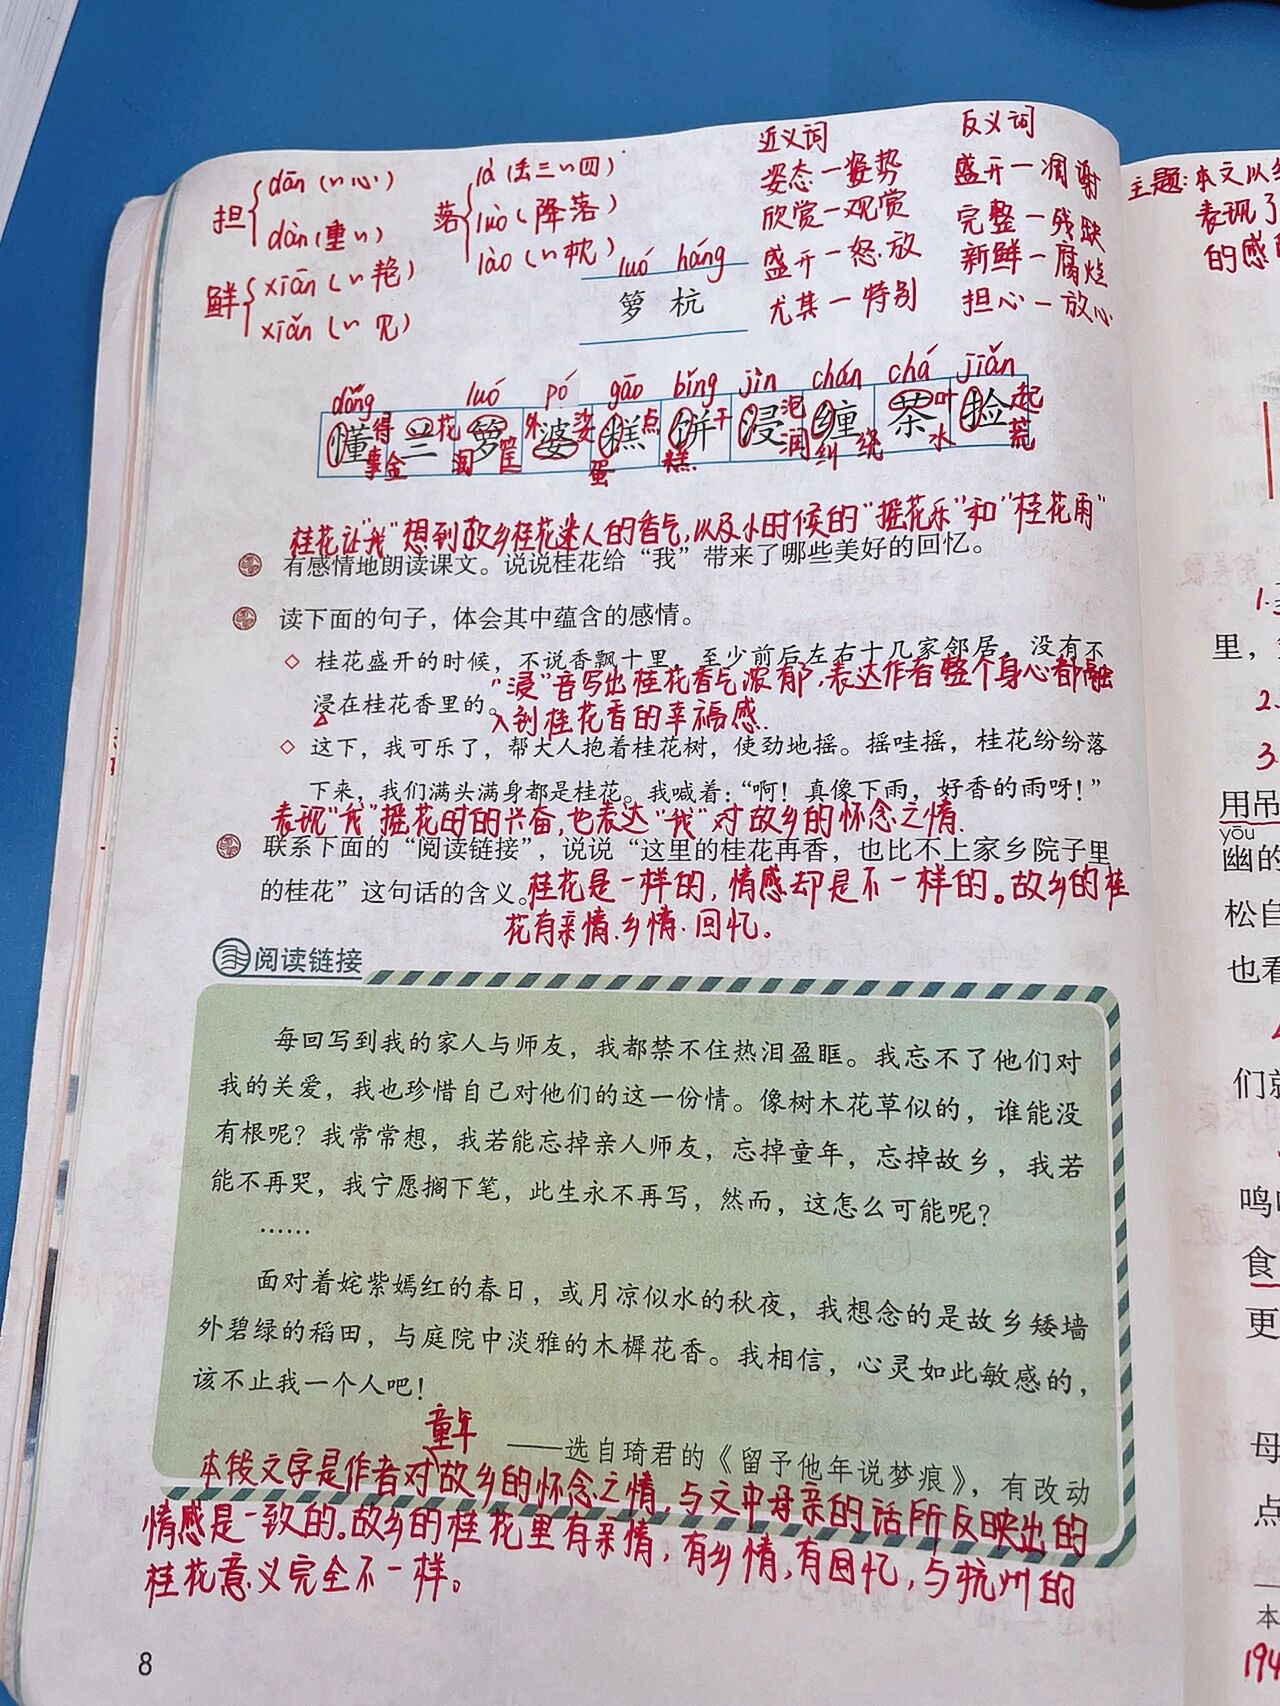 近义词 反义词
担 dān（~心） dàn（重~）
落 là（丢三~四） luò（降落） lào（~枕）
鲜 xiān（~艳） xiǎn（~见）
姿态—姿势 盛开—凋谢
欣赏—观赏 完整—残缺
盛开—怒放 新鲜—腐烂
尤其—特别 担心—放心
luó háng
箩 杭
dǒng luó pó gāo bǐng jìn chán chá jiǎn
懂 兰 箩 婆 糕 饼 浸 缠 茶 捡
得 花 外 婆 点 干 泡 叶 起
事 金 闺 筐 蛋 糕 润 纠 绕 水 荒
桂花让"我"想到故乡桂花迷人的香气,以及小时候的"摇花乐"和"桂花雨"
有感情地朗读课文。说说桂花给“我”带来了哪些美好的回忆。
读下面的句子，体会其中蕴含的感情。
◇ 桂花盛开的时候，不说香飘十里，至少前后左右十几家邻居，没有不
浸在桂花香里的。
"浸"音写出桂花香气浓郁,表达作者整个身心都融
入到桂花香的幸福感.
◇ 这下，我可乐了，帮大人抱着桂花树，使劲地摇。摇哇摇，桂花纷纷落
下来，我们满头满身都是桂花。我喊着：“啊！真像下雨，好香的雨呀！”
表现"我"摇花时的兴奋,也表达"我"对故乡的怀念之情.
联系下面的“阅读链接”，说说“这里的桂花再香，也比不上家乡院子里
的桂花”这句话的含义。
桂花是一样的,情感却是不一样的。故乡的桂
花有亲情.乡情.回忆。
阅读链接
每回写到我的家人与师友，我都禁不住热泪盈眶。我忘不了他们对
我的关爱，我也珍惜自己对他们的这一份情。像树木花草似的，谁能没
有根呢？我常常想，我若能忘掉亲人师友，忘掉童年，忘掉故乡，我若
能不再哭，我宁愿搁下笔，此生永不再写，然而，这怎么可能呢？
……
面对着姹紫嫣红的春日，或月凉似水的秋夜，我想念的是故乡矮墙
外碧绿的稻田，与庭院中淡雅的木樨花香。我相信，心灵如此敏感的，
该不止我一个人吧！
——选自琦君的《留予他年说梦痕》，有改动
童年
本段文字是作者对故乡的怀念之情,与文中母亲的话所反映出的
情感是一致的。故乡的桂花里有亲情,有乡情,有回忆,与杭州的
桂花意义完全不一样。
8
主题:本文以
表现了
的感
1.
里，
2.
3.
用吊
yōu
幽的
松自
也看
们就
鸣
食
更
母
点
本
194